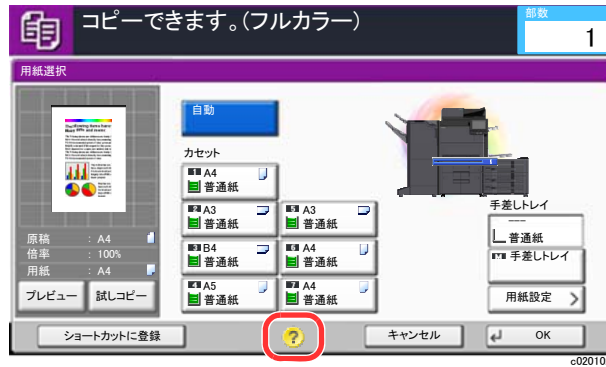 コピーできます。(フルカラー)
部数
1
用紙選択
自動
カセット
1 A4
普通紙
2 A3
普通紙
3 B4
普通紙
4 A5
普通紙
5 A3
普通紙
6 A4
普通紙
7 A4
普通紙
1
手差しトレイ
---
普通紙
手差しトレイ
用紙設定
原稿 : A4
倍率 : 100%
用紙 : A4
プレビュー
試しコピー
ショートカットに登録
?
キャンセル
OK
c02010